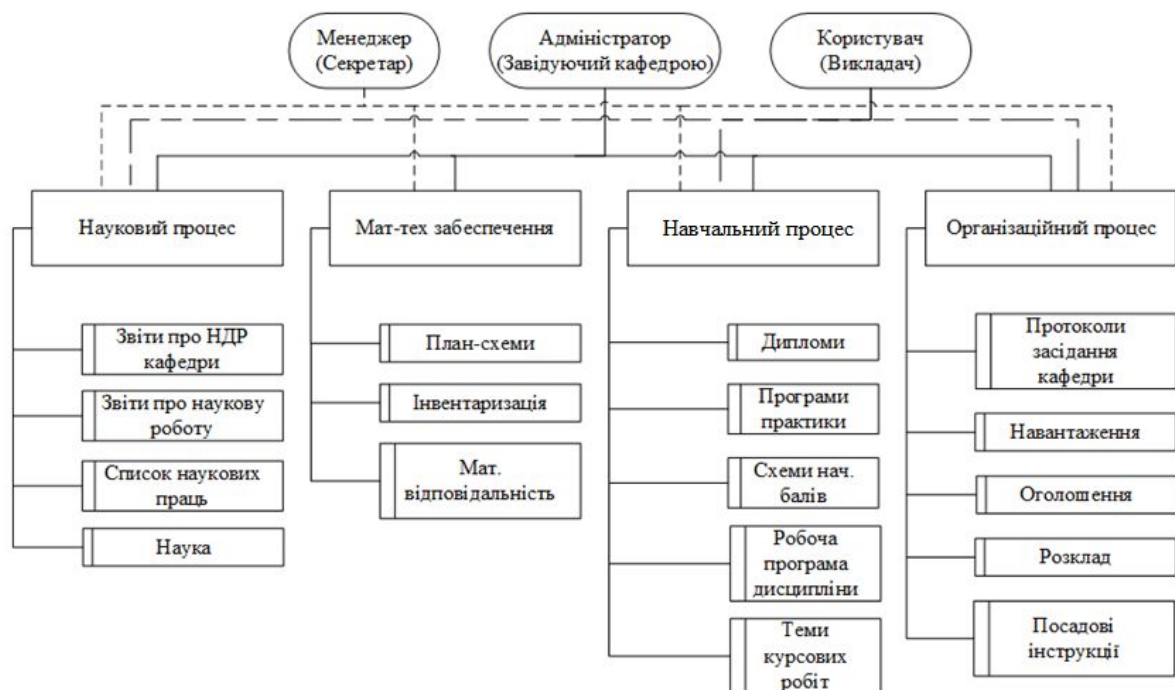 Менеджер
(Секретар)
Адміністратор
(Завідуючий кафедрою)
Користувач
(Викладач)
Науковий процес
Мат-тех забеспечення
Навчальний процес
Організаційний процес
Звіти про НДР
кафедри
Звіти про наукову
роботу
Список наукових
праць
Наука
План-схеми
Інвентаризація
Мат.
відповідальність
Дипломи
Програми
практики
Схеми нач.
балів
Робоча
програма
дисципліни
Теми
курсових
робіт
Протоколи
засідання
кафедри
Навантаження
Оголошення
Розклад
Посадові
інструкції